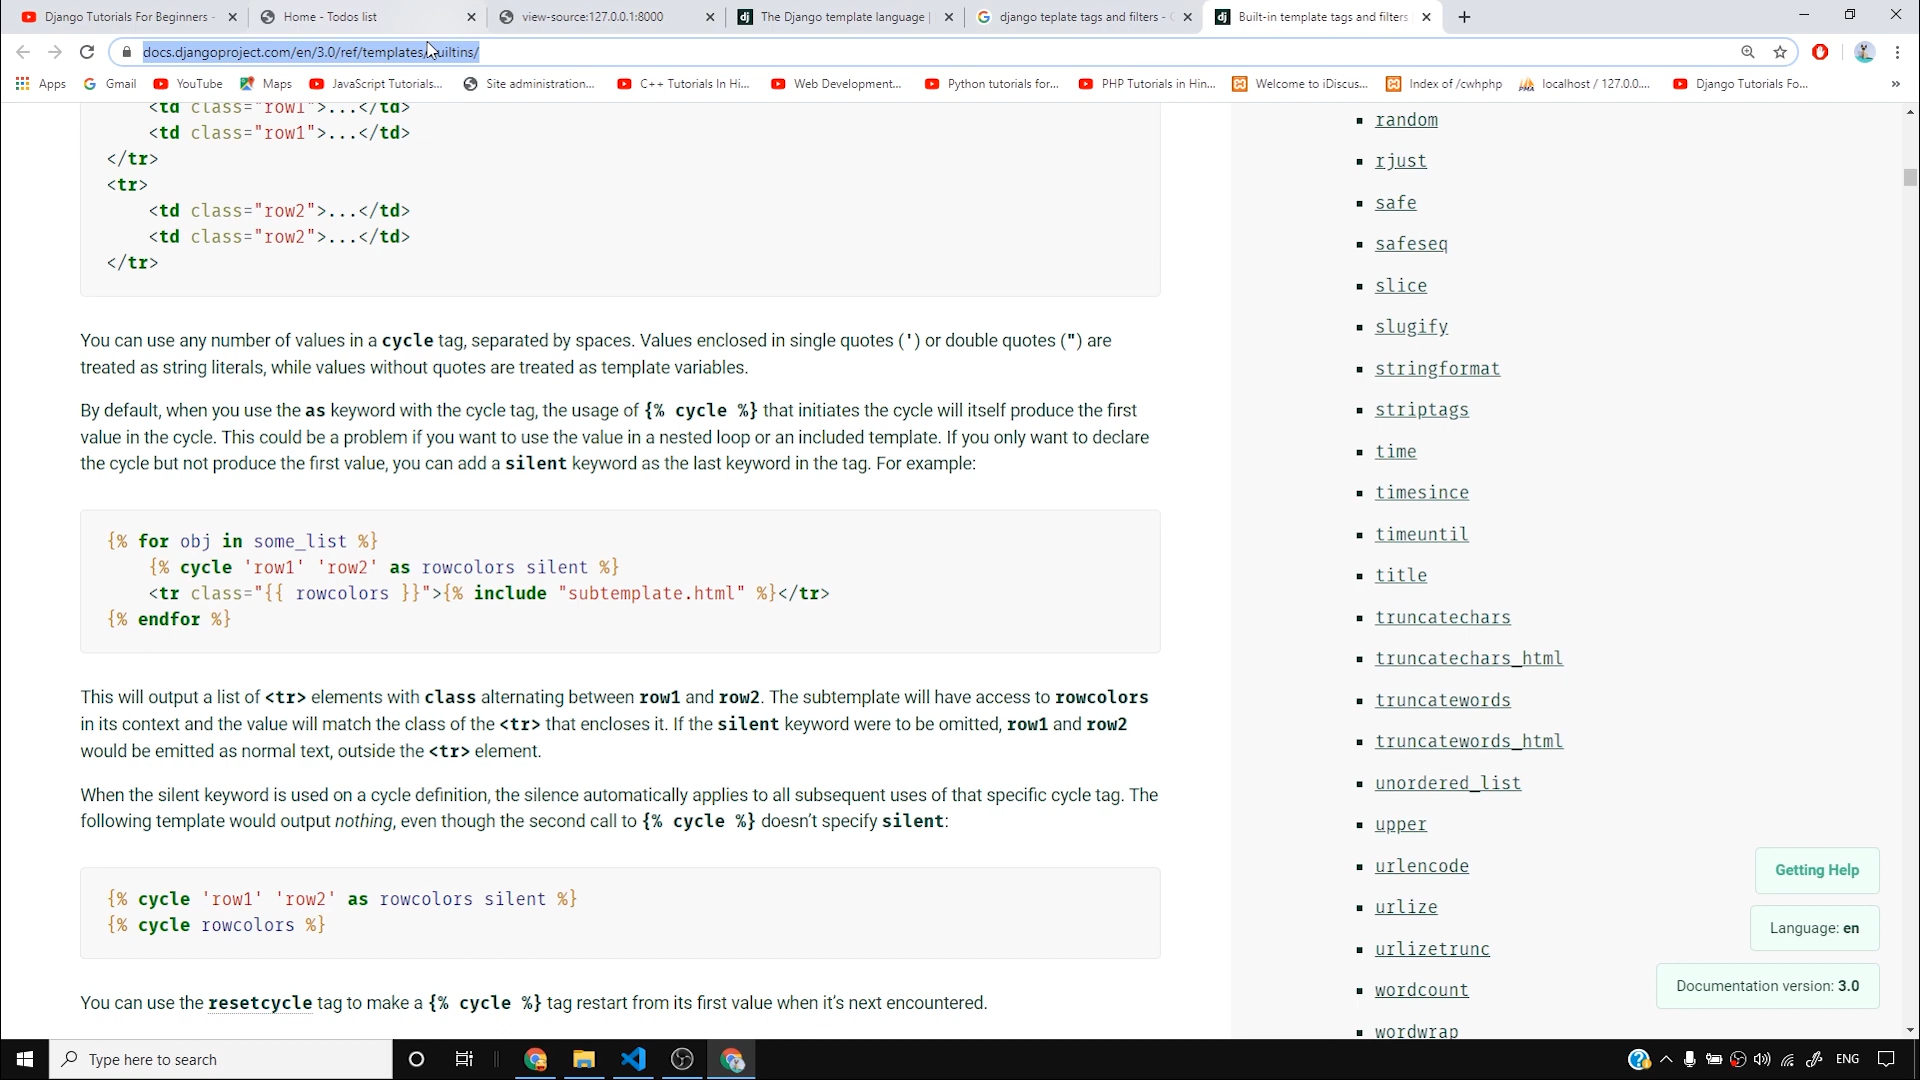 Django Tutorials For Beginners -
Home - Todos list
view-source:127.0.0.1:8000
The Django template language |
django teplate tags and filters -
Built-in template tags and filters
docs.djangoproject.com/en/3.0/ref/templates/builtins/
Apps
Gmail
YouTube
Maps
JavaScript Tutorials...
Site administration...
C++ Tutorials In Hi...
Web Development...
Python tutorials for...
PHP Tutorials in Hin...
Welcome to iDiscus...
Index of /cwhphp
localhost / 127.0.0....
Django Tutorials Fo...
»
<td class="row1">...</td>
<td class="row1">...</td>
</tr>
<tr>
<td class="row2">...</td>
<td class="row2">...</td>
</tr>
You can use any number of values in a cycle tag, separated by spaces. Values enclosed in single quotes (') or double quotes (") are
treated as string literals, while values without quotes are treated as template variables.
By default, when you use the as keyword with the cycle tag, the usage of {% cycle %} that initiates the cycle will itself produce the first
value in the cycle. This could be a problem if you want to use the value in a nested loop or an included template. If you only want to declare
the cycle but not produce the first value, you can add a silent keyword as the last keyword in the tag. For example:
{% for obj in some_list %}
{% cycle 'row1' 'row2' as rowcolors silent %}
<tr class="{{ rowcolors }}">{% include "subtemplate.html" %}</tr>
{% endfor %}
This will output a list of <tr> elements with class alternating between row1 and row2. The subtemplate will have access to rowcolors
in its context and the value will match the class of the <tr> that encloses it. If the silent keyword were to be omitted, row1 and row2
would be emitted as normal text, outside the <tr> element.
When the silent keyword is used on a cycle definition, the silence automatically applies to all subsequent uses of that specific cycle tag. The
following template would output nothing, even though the second call to {% cycle %} doesn't specify silent:
{% cycle 'row1' 'row2' as rowcolors silent %}
{% cycle rowcolors %}
You can use the resetcycle tag to make a {% cycle %} tag restart from its first value when it's next encountered.
random
rjust
safe
safeseq
slice
slugify
stringformat
striptags
time
timesince
timeuntil
title
truncatechars
truncatechars_html
truncatewords
truncatewords_html
unordered_list
upper
urlencode
urlize
urlizetrunc
wordcount
wordwrap
Getting Help
Language: en
Documentation version: 3.0
Type here to search
ENG